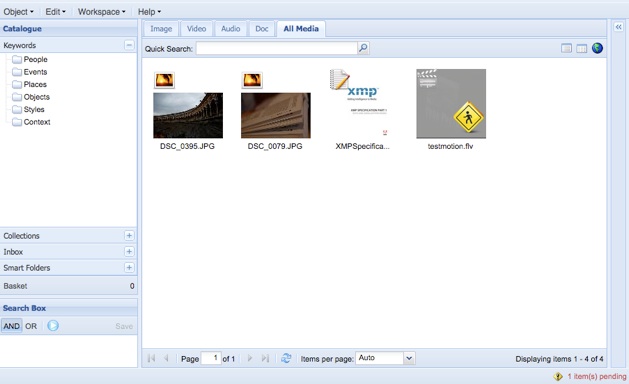 Object Edit Workspace Help
Catalogue
Keywords
People
Events
Places
Objects
Styles
Context
Collections
Inbox
Smart Folders
Basket 0
Search Box
AND OR Save
Image Video Audio Doc All Media
Quick Search:
xmp
DSC_0395.JPG DSC_0079.JPG XMPSpecifica... testmotion.flv
Page 1 of 1 Items per page: Auto Displaying items 1 - 4 of 4
1 item(s) pending